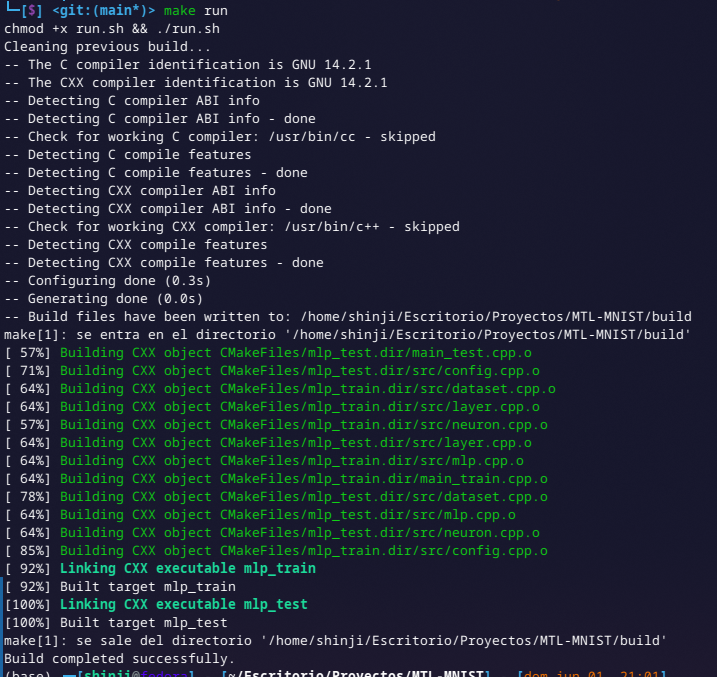 └─[$] <git:(main*)> make run
chmod +x run.sh && ./run.sh
Cleaning previous build...
-- The C compiler identification is GNU 14.2.1
-- The CXX compiler identification is GNU 14.2.1
-- Detecting C compiler ABI info
-- Detecting C compiler ABI info - done
-- Check for working C compiler: /usr/bin/cc - skipped
-- Detecting C compile features
-- Detecting C compile features - done
-- Detecting CXX compiler ABI info
-- Detecting CXX compiler ABI info - done
-- Check for working CXX compiler: /usr/bin/c++ - skipped
-- Detecting CXX compile features
-- Detecting CXX compile features - done
-- Configuring done (0.3s)
-- Generating done (0.0s)
-- Build files have been written to: /home/shinji/Escritorio/Proyectos/MTL-MNIST/build
make[1]: se entra en el directorio '/home/shinji/Escritorio/Proyectos/MTL-MNIST/build'
[ 57%] Building CXX object CMakeFiles/mlp_test.dir/main_test.cpp.o
[ 71%] Building CXX object CMakeFiles/mlp_test.dir/src/config.cpp.o
[ 64%] Building CXX object CMakeFiles/mlp_train.dir/src/dataset.cpp.o
[ 64%] Building CXX object CMakeFiles/mlp_train.dir/src/layer.cpp.o
[ 57%] Building CXX object CMakeFiles/mlp_train.dir/src/neuron.cpp.o
[ 64%] Building CXX object CMakeFiles/mlp_test.dir/src/layer.cpp.o
[ 64%] Building CXX object CMakeFiles/mlp_train.dir/src/mlp.cpp.o
[ 64%] Building CXX object CMakeFiles/mlp_train.dir/main_train.cpp.o
[ 78%] Building CXX object CMakeFiles/mlp_test.dir/src/dataset.cpp.o
[ 64%] Building CXX object CMakeFiles/mlp_test.dir/src/mlp.cpp.o
[ 64%] Building CXX object CMakeFiles/mlp_test.dir/src/neuron.cpp.o
[ 85%] Building CXX object CMakeFiles/mlp_train.dir/src/config.cpp.o
[ 92%] Linking CXX executable mlp_train
[ 92%] Built target mlp_train
[100%] Linking CXX executable mlp_test
[100%] Built target mlp_test
make[1]: se sale del directorio '/home/shinji/Escritorio/Proyectos/MTL-MNIST/build'
Build completed successfully.
(base) ┌─[shinji@fedora] - [~/Escritorio/Proyectos/MTL-MNIST] - [dom jun 01, 21:01]